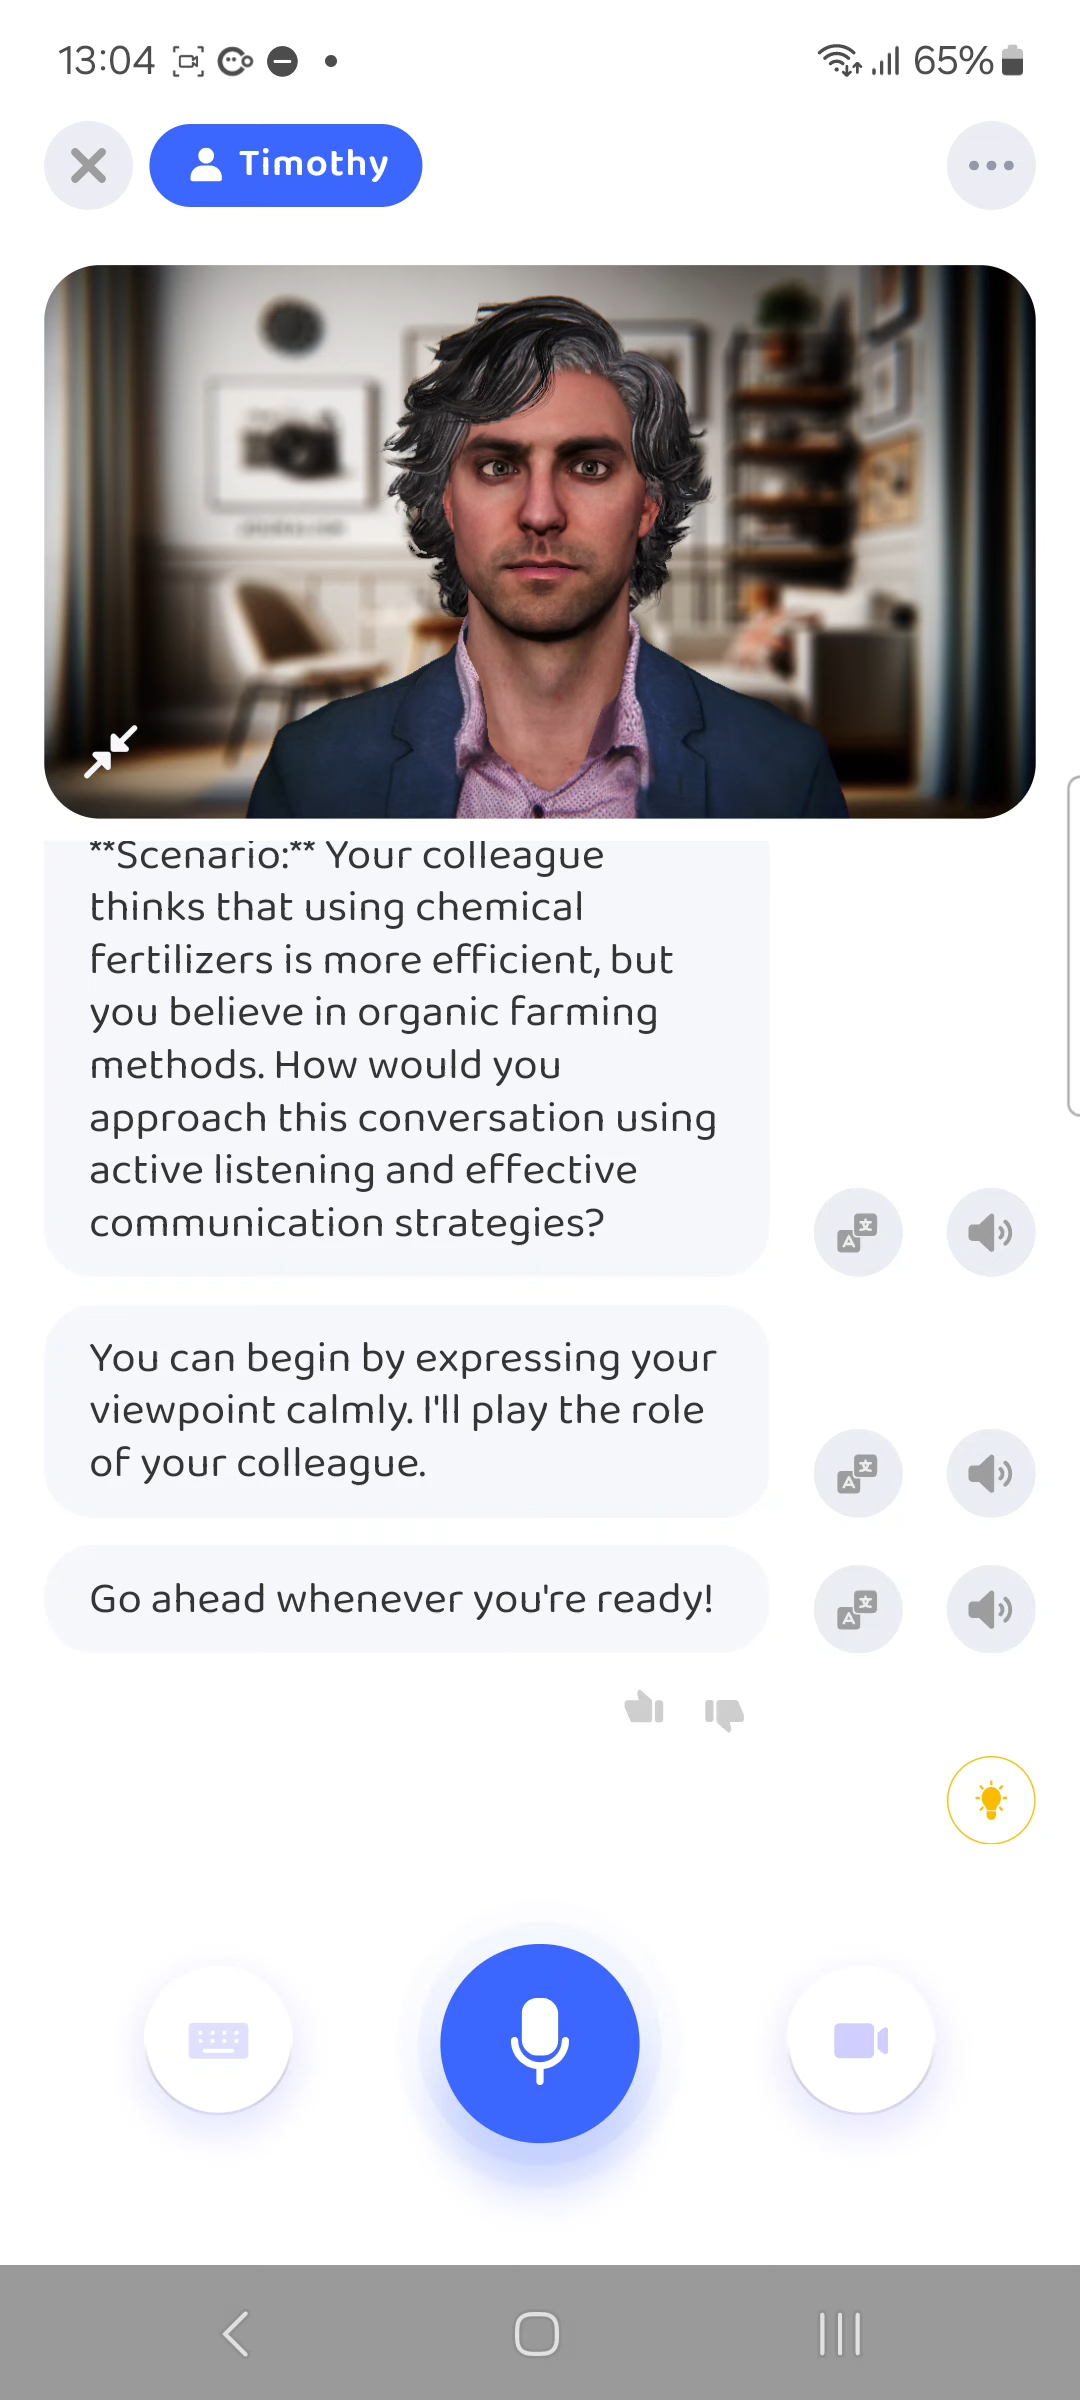 13:04
65%
Timothy
**Scenario:** Your colleague
thinks that using chemical
fertilizers is more efficient, but
you believe in organic farming
methods. How would you
approach this conversation using
active listening and effective
communication strategies?
You can begin by expressing your
viewpoint calmly. I'll play the role
of your colleague.
Go ahead whenever you're ready!